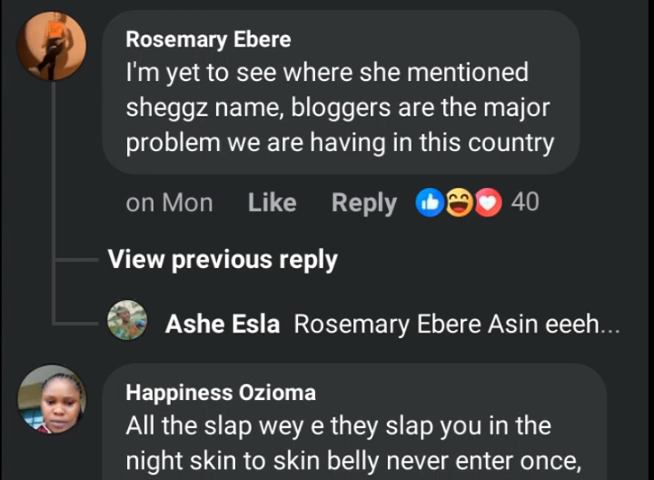 Rosemary Ebere
I'm yet to see where she mentioned
sheggz name, bloggers are the major
problem we are having in this country
on Mon Like Reply 40
View previous reply
Ashe Esla Rosemary Ebere Asin eeeh...
Happiness Ozioma
All the slap wey e they slap you in the
night skin to skin belly never enter once,